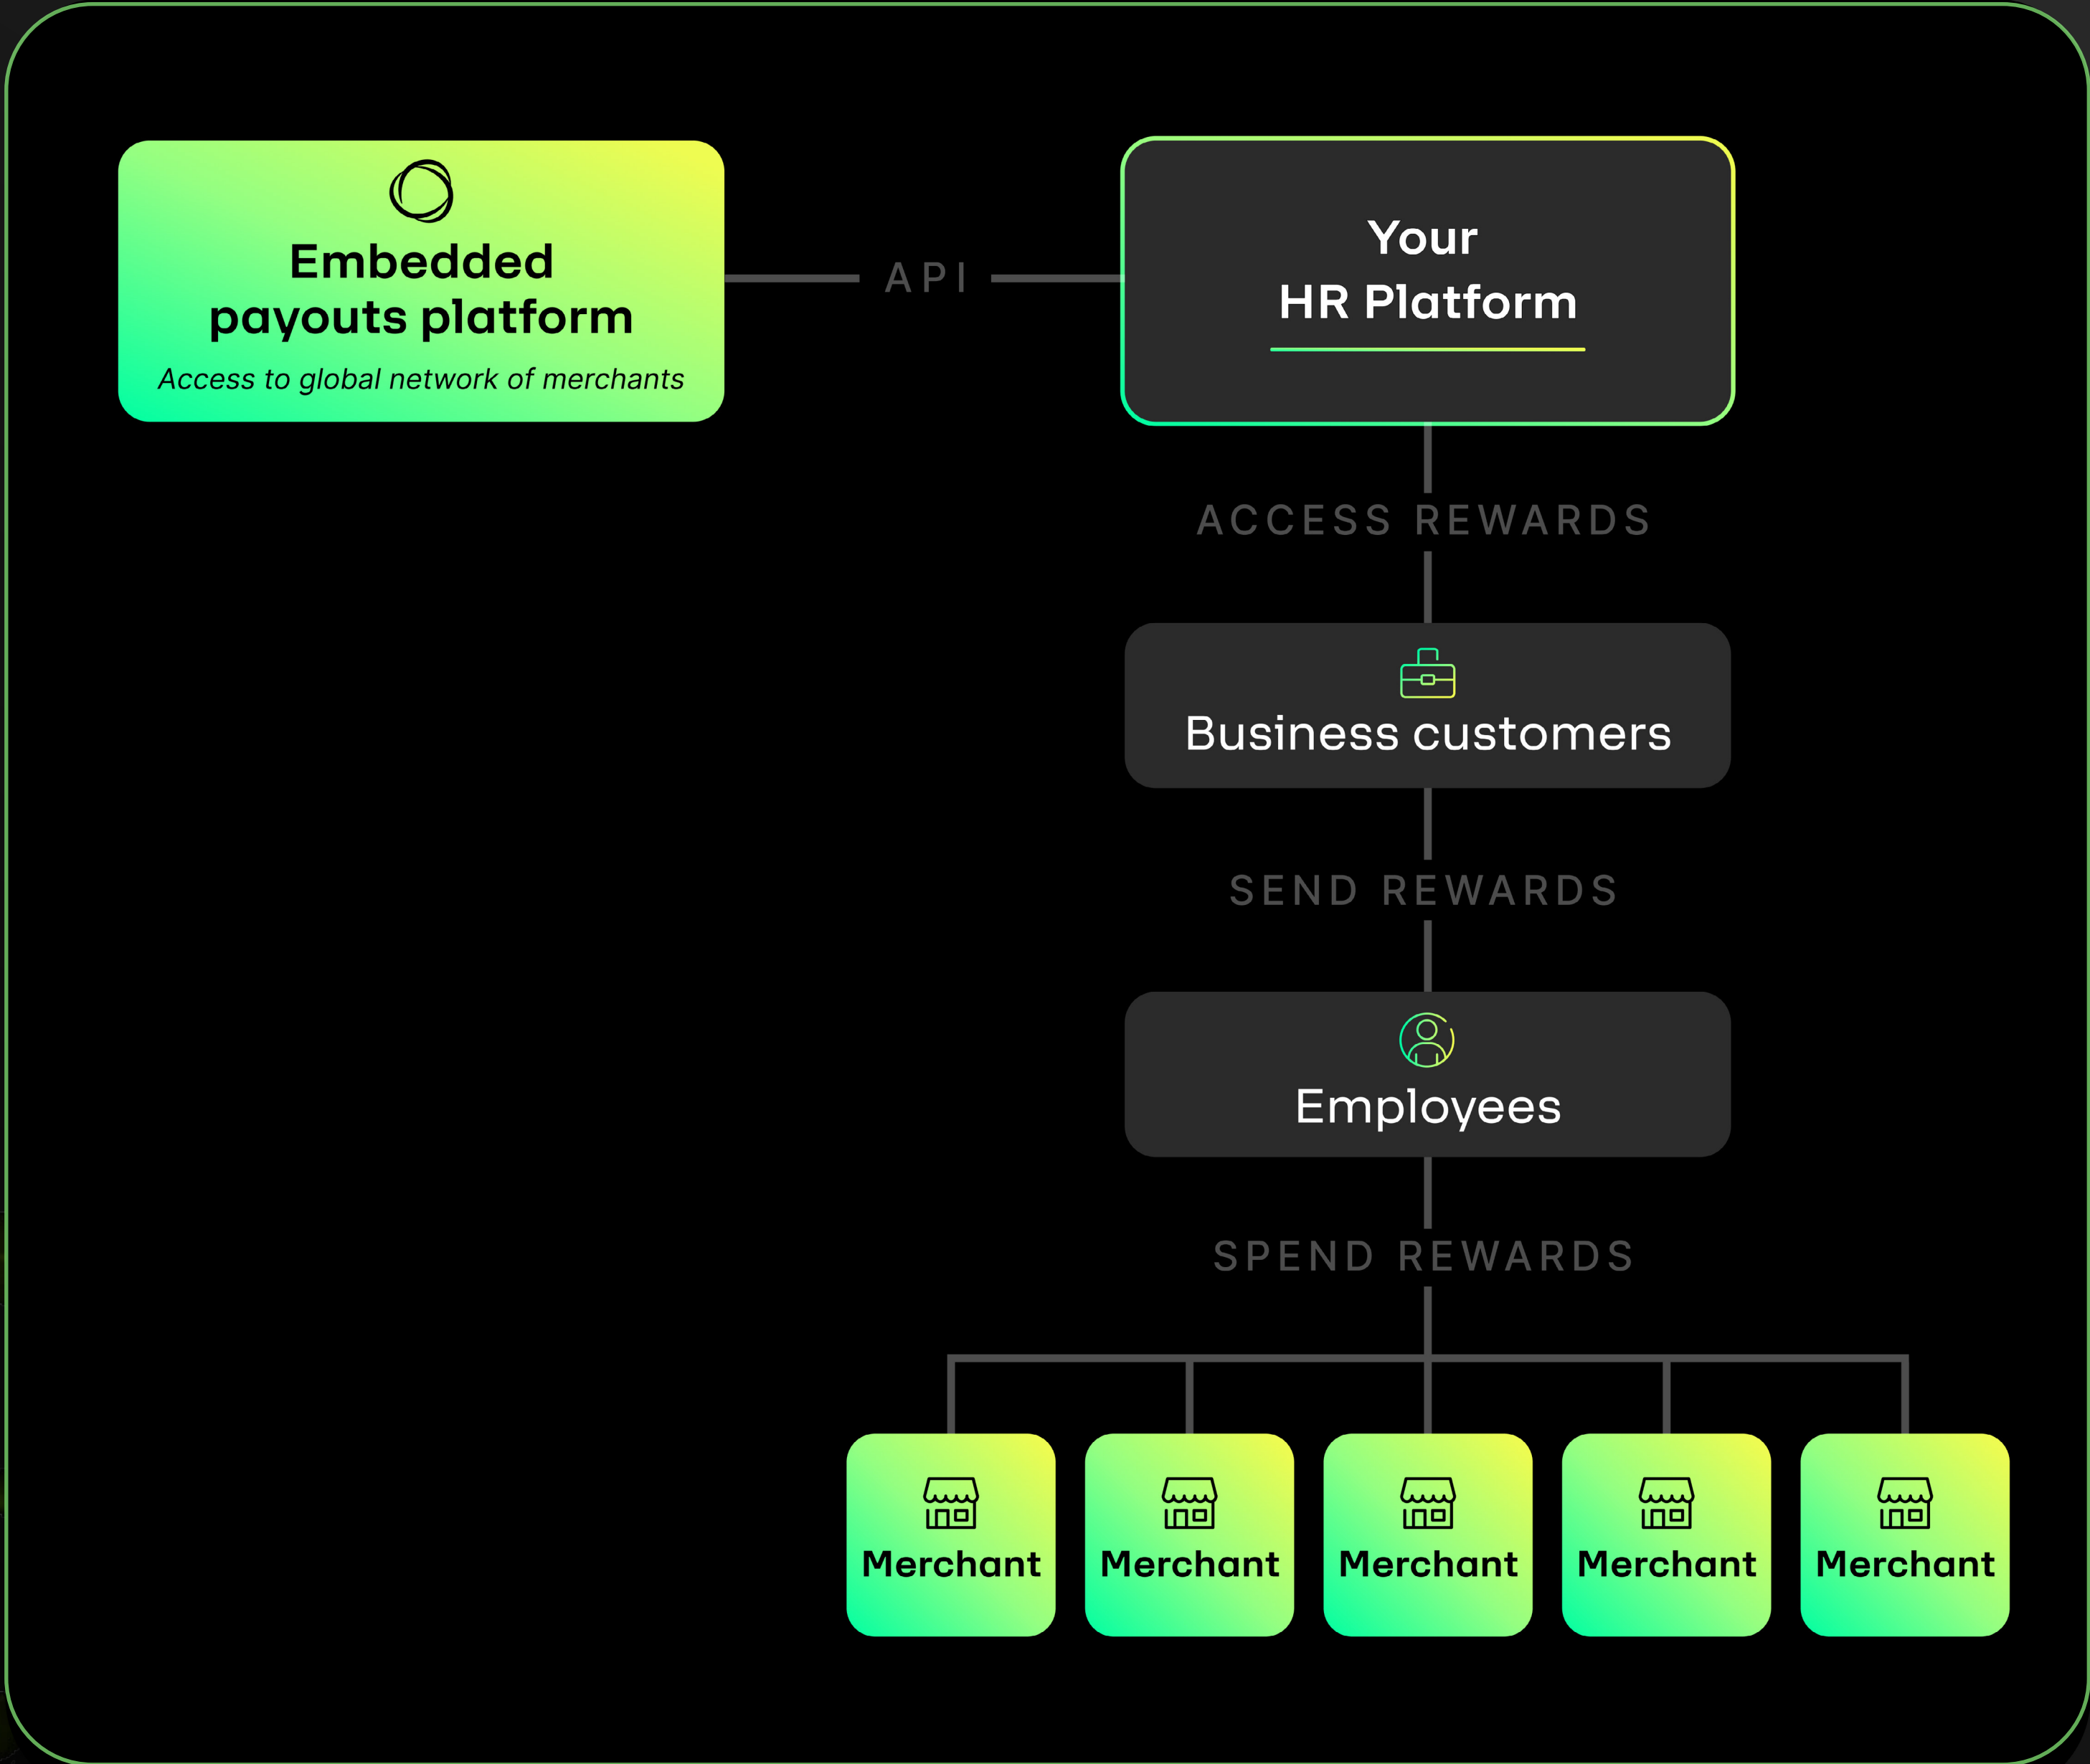 Embedded
payouts platform
Access to global network of merchants
API
Your
HR Platform
ACCESS REWARDS
Business customers
SEND REWARDS
Employees
SPEND REWARDS
Merchant
Merchant
Merchant
Merchant
Merchant